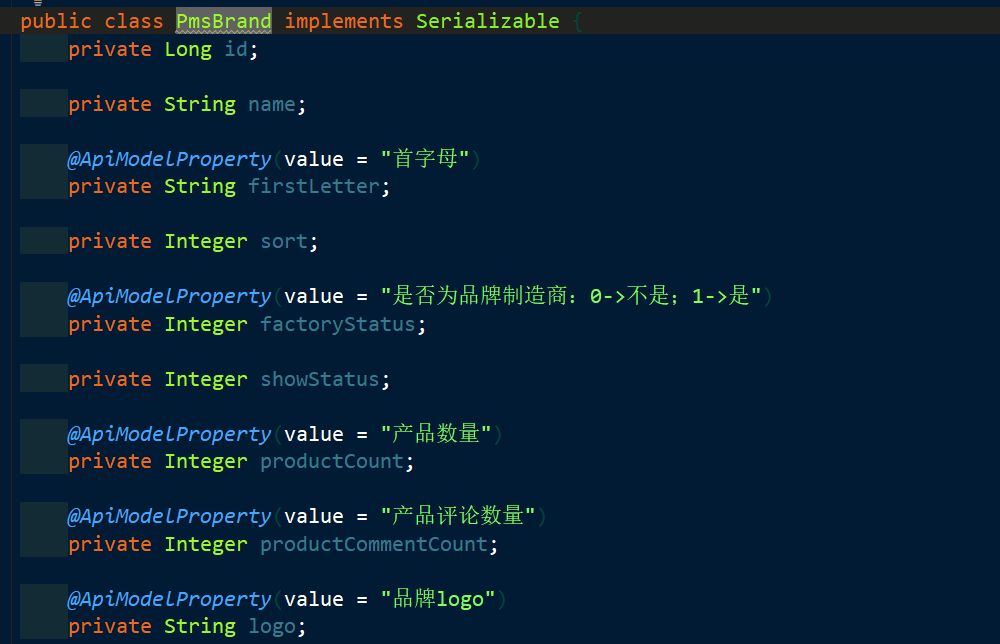 public class PmsBrand implements Serializable {
private Long id;
private String name;
@ApiModelProperty(value = "首字母")
private String firstLetter;
private Integer sort;
@ApiModelProperty(value = "是否为品牌制造商：0->不是；1->是")
private Integer factoryStatus;
private Integer showStatus;
@ApiModelProperty(value = "产品数量")
private Integer productCount;
@ApiModelProperty(value = "产品评论数量")
private Integer productCommentCount;
@ApiModelProperty(value = "品牌logo")
private String logo;